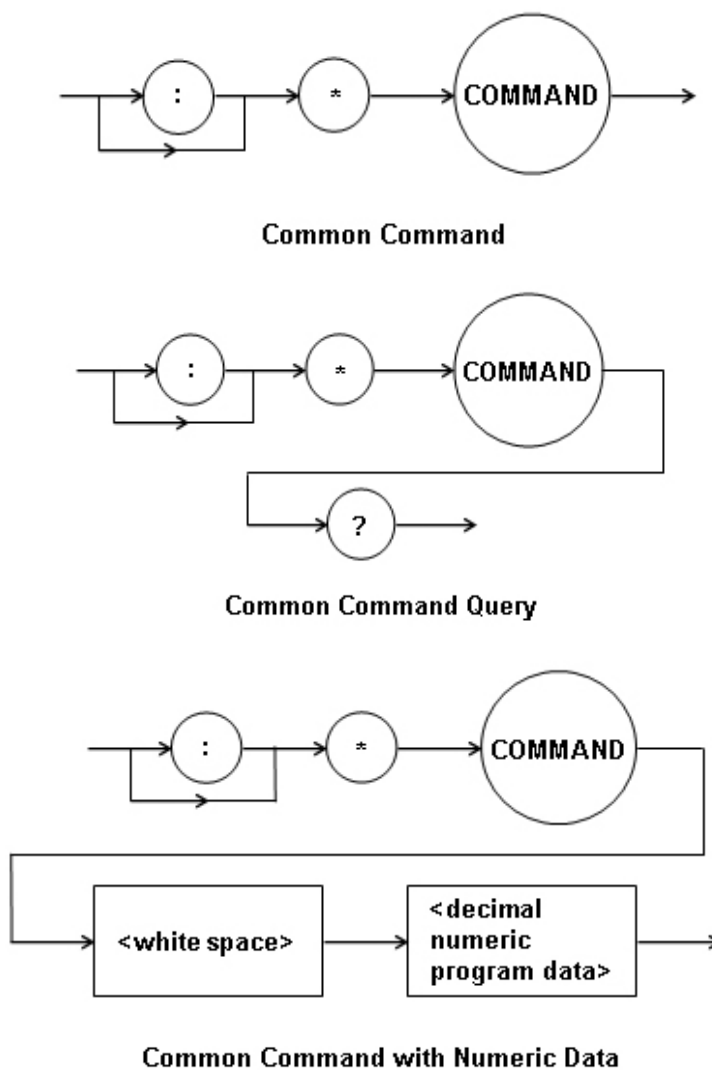 : * COMMAND
Common Command
: * COMMAND
?
Common Command Query
: * COMMAND
<white space>
<decimal
numeric
program data>
Common Command with Numeric Data